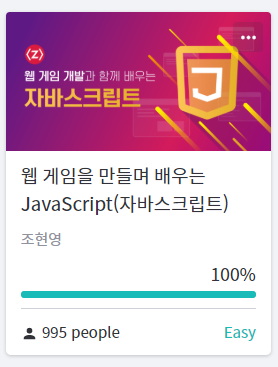 〈Z〉
웹 게임 개발과 함께 배우는
자바스크립트
웹 게임을 만들며 배우는
JavaScript(자바스크립트)
조현영
100%
995 people
Easy